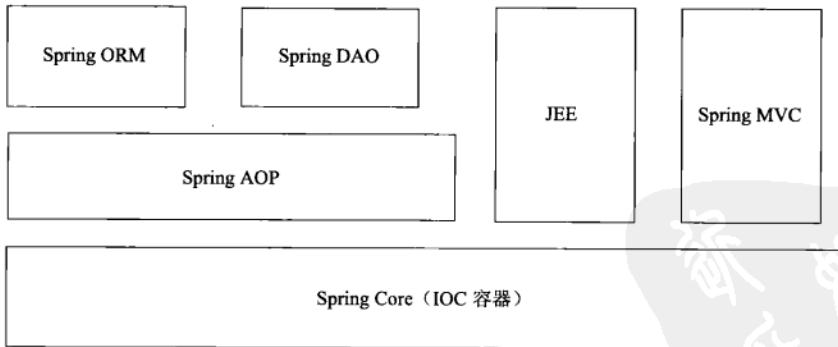 Spring ORM
Spring DAO
JEE
Spring MVC
Spring AOP
Spring Core（IOC 容器）